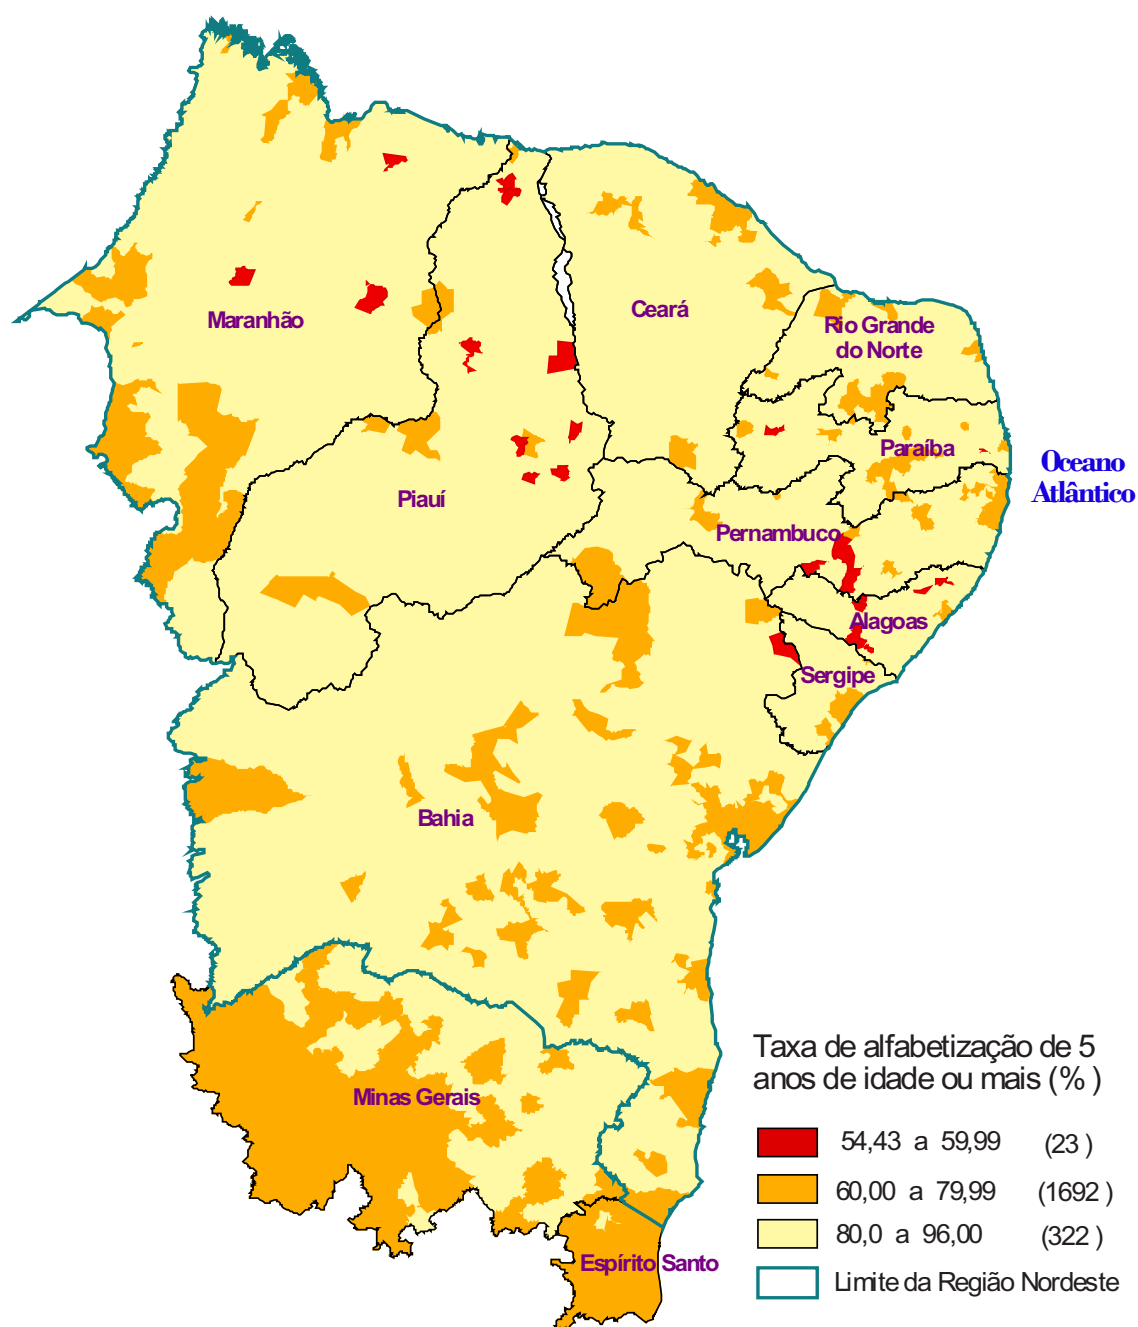 Maranhão
Ceará
Rio Grande
do Norte
Paraíba
Oceano
Atlântico
Piauí
Pernambuco
Alagoas
Sergipe
Bahia
Minas Gerais
Espírito Santo
Taxa de alfabetização de 5
anos de idade ou mais (%)
54,43 a 59,99 (23)
60,00 a 79,99 (1692)
80,0 a 96,00 (322)
Limite da Região Nordeste